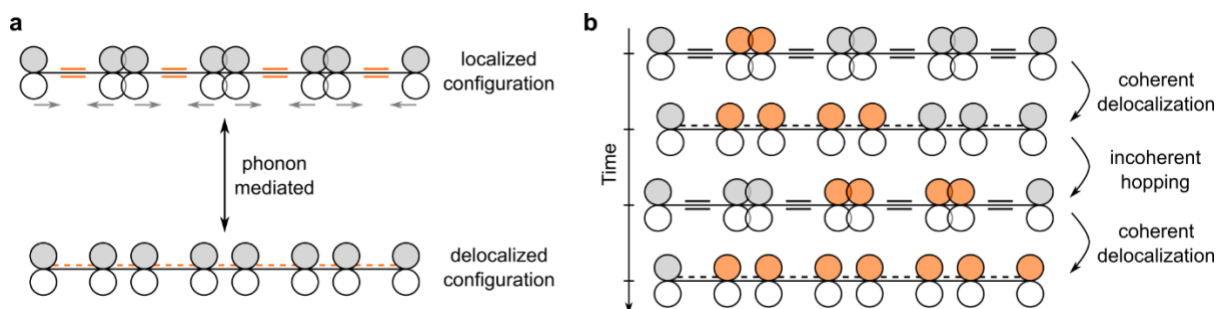 a
localized
configuration
phonon
mediated
delocalized
configuration
b
Time
coherent
delocalization
incoherent
hopping
coherent
delocalization